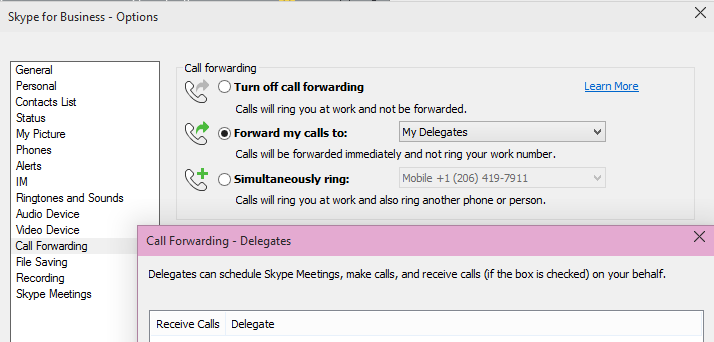 Skype for Business - Options
General
Personal
Contacts List
Status
My Picture
Phones
Alerts
IM
Ringtones and Sounds
Audio Device
Video Device
Call Forwarding
File Saving
Recording
Skype Meetings
Call forwarding
Turn off call forwarding
Learn More
Calls will ring you at work and not be forwarded.
Forward my calls to:
My Delegates
Calls will be forwarded immediately and not ring your work number.
Simultaneously ring:
Mobile +1 (206) 419-7911
Calls will ring you at work and also ring another phone or person.
Call Forwarding - Delegates
Delegates can schedule Skype Meetings, make calls, and receive calls (if the box is checked) on your behalf.
Receive Calls Delegate